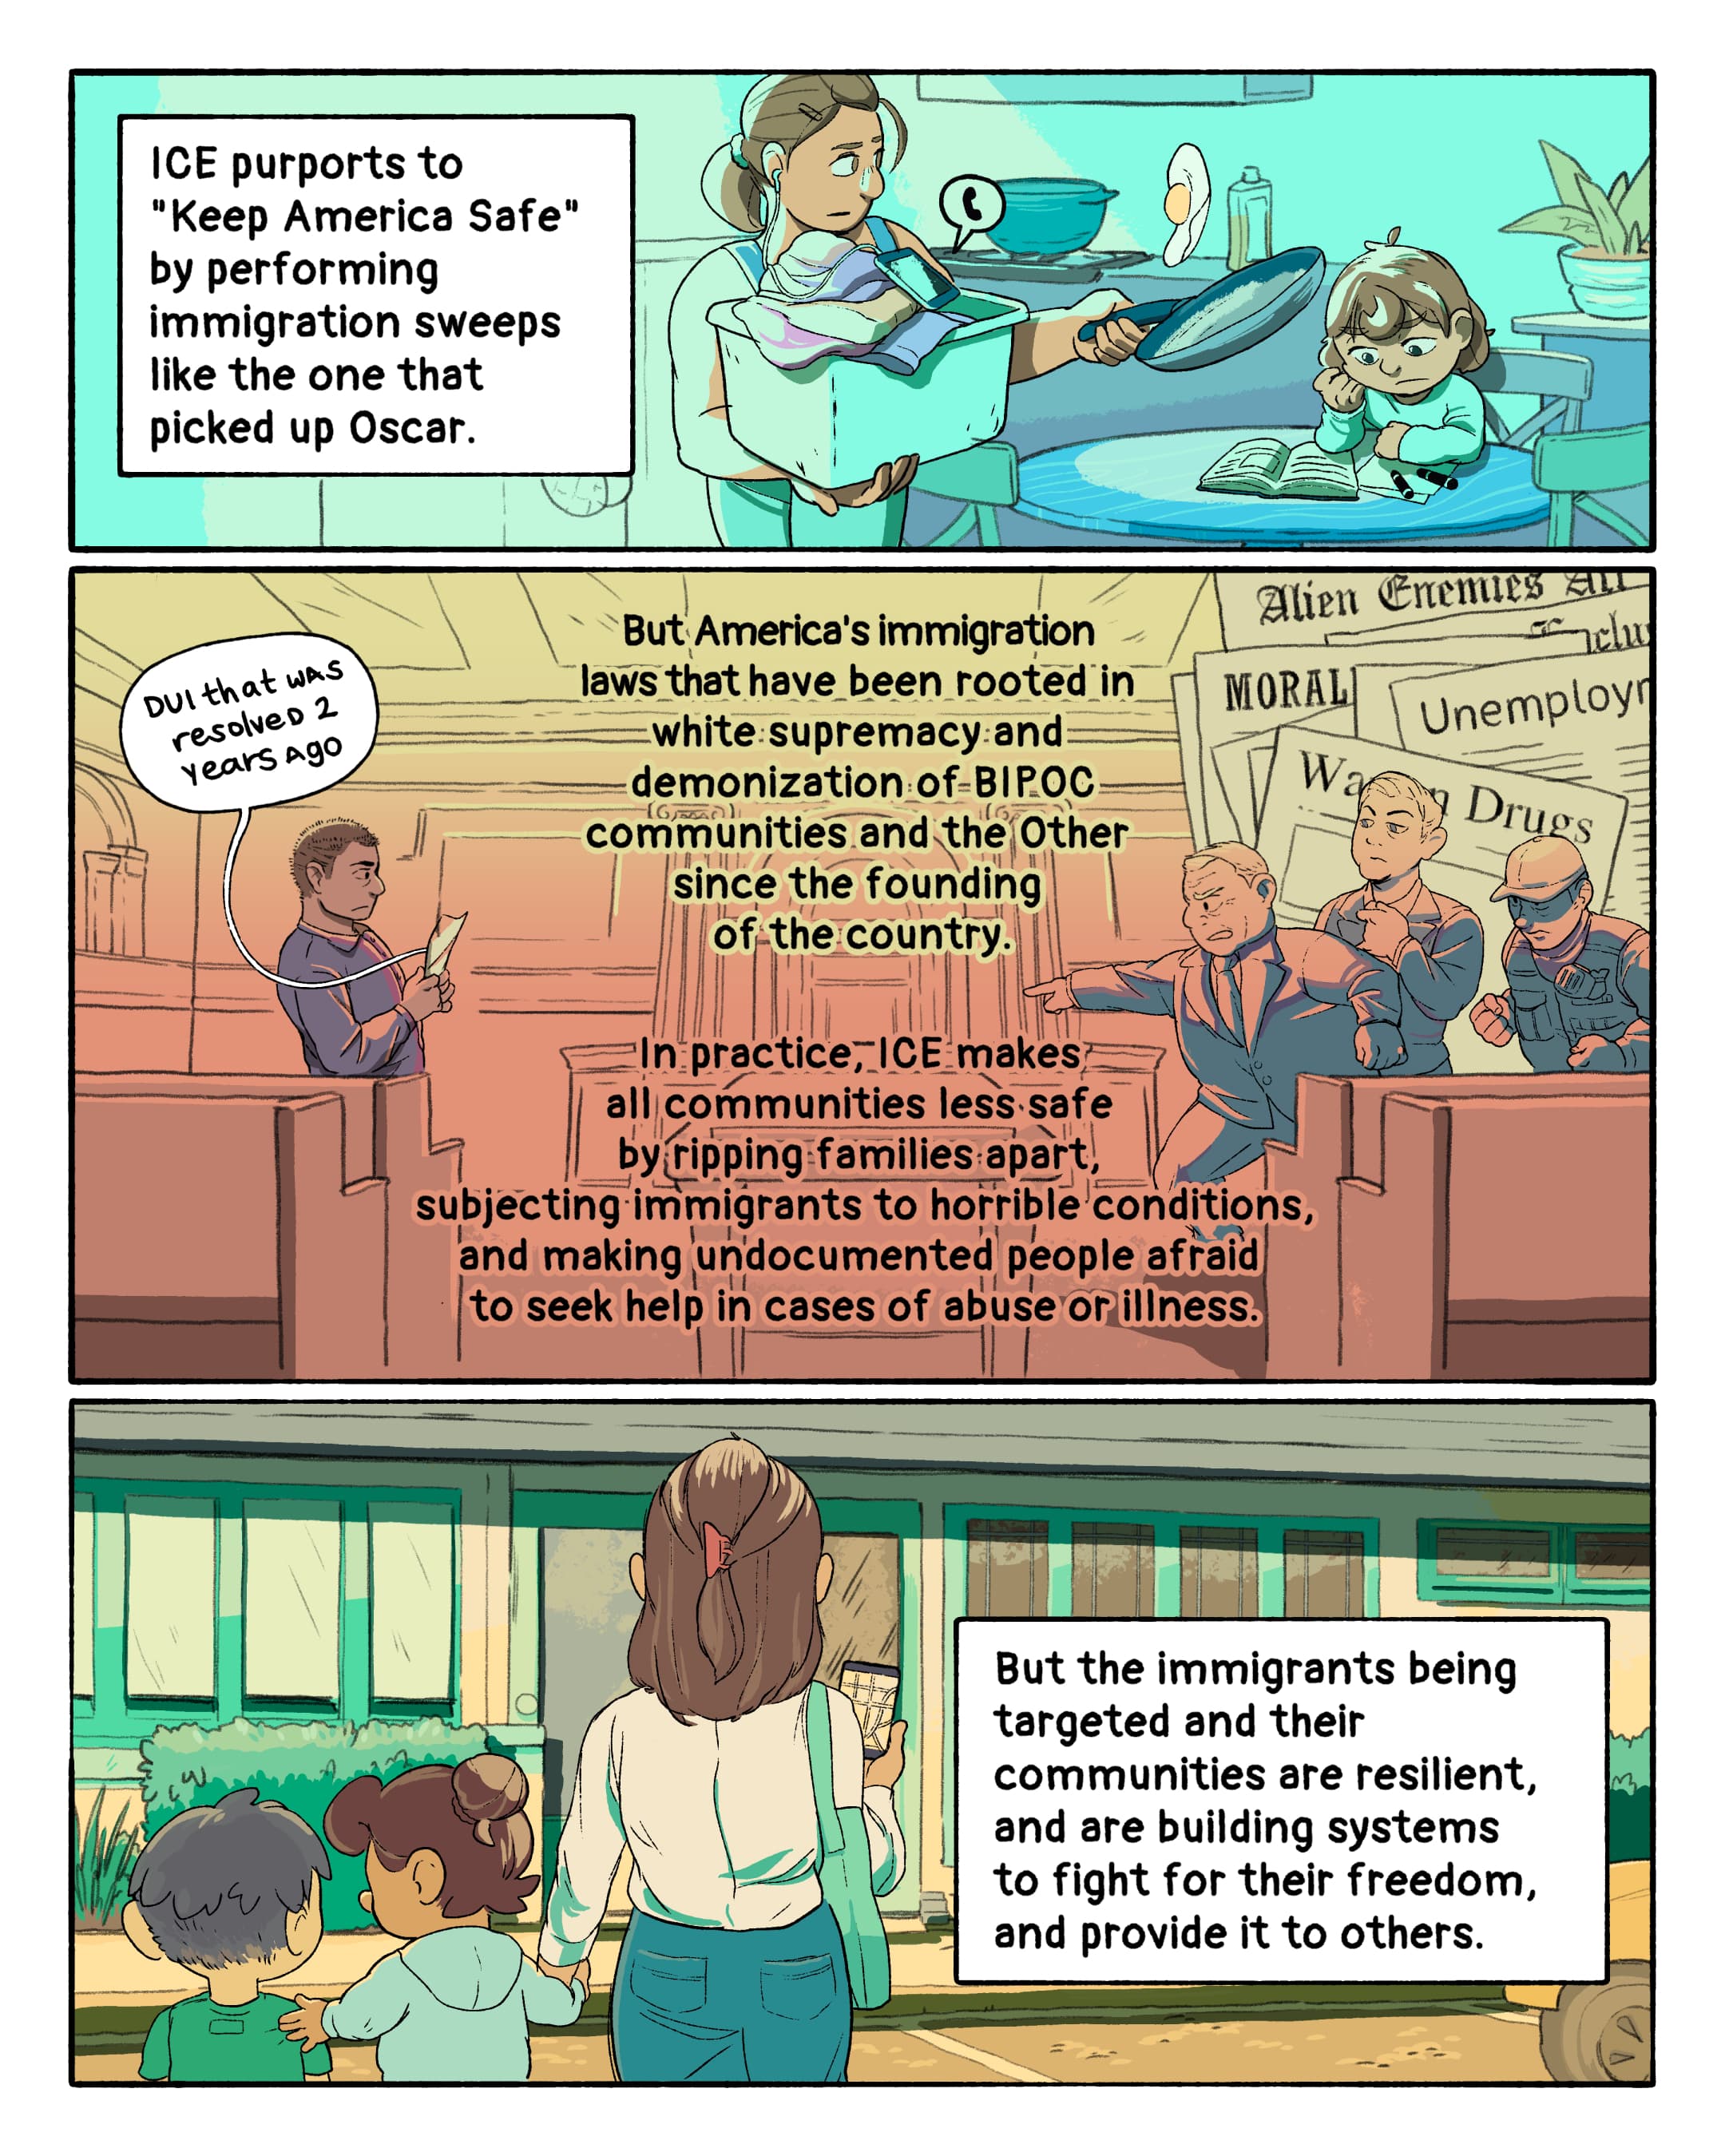 ICE purports to
"Keep America Safe"
by performing
immigration sweeps
like the one that
picked up Oscar.
DUI that was
resolved 2
years ago
But America's immigration
laws that have been rooted in
white supremacy and
demonization of BIPOC
communities and the Other
since the founding
of the country.
Alien Enemies
MORAL
Drugs
In practice, ICE makes
all communities less safe
by ripping families apart,
subjecting immigrants to horrible conditions,
and making undocumented people afraid
to seek help in cases of abuse or illness.
But the immigrants being
targeted and their
communities are resilient,
and are building systems
to fight for their freedom,
and provide it to others.